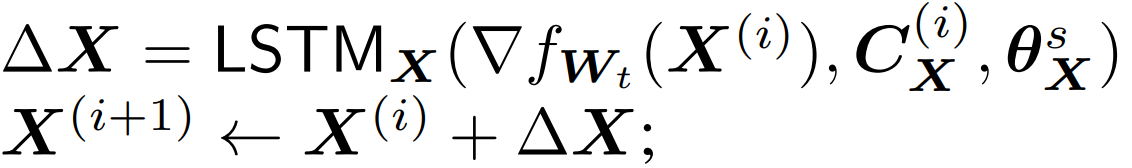 ΔX = LSTM_X(∇f_{W_t}(X^{(i)}), C_X^{(i)}, θ_X^s)
X^{(i+1)} ← X^{(i)} + ΔX;